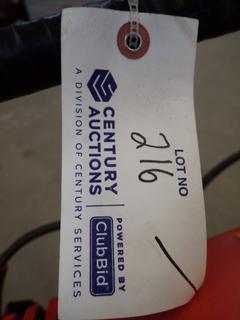 LOT NO
216
CENTURY
AUCTIONS
A DIVISION OF CENTURY SERVICES
POWERED BY
ClubBid